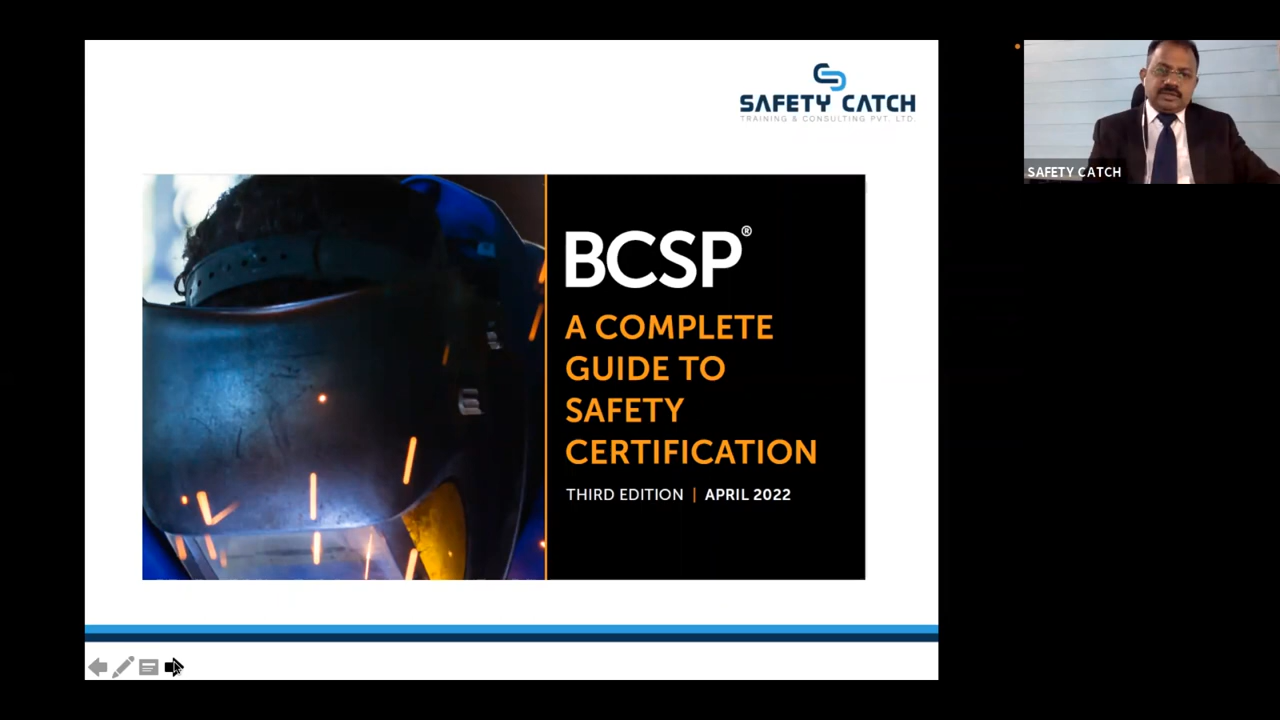 SAFETY CATCH
TRAINING & CONSULTING PVT. LTD.
BCSP®
A COMPLETE
GUIDE TO
SAFETY
CERTIFICATION
THIRD EDITION | APRIL 2022
SAFETY CATCH